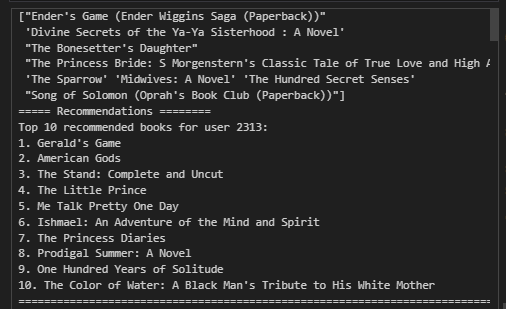 ["Ender's Game (Ender Wiggins Saga (Paperback))"
'Divine Secrets of the Ya-Ya Sisterhood : A Novel'
"The Bonesetter's Daughter"
"The Princess Bride: S Morgenstern's Classic Tale of True Love and High A
'The Sparrow' 'Midwives: A Novel' 'The Hundred Secret Senses'
"Song of Solomon (Oprah's Book Club (Paperback))"]
===== Recommendations ========
Top 10 recommended books for user 2313:
1. Gerald's Game
2. American Gods
3. The Stand: Complete and Uncut
4. The Little Prince
5. Me Talk Pretty One Day
6. Ishmael: An Adventure of the Mind and Spirit
7. The Princess Diaries
8. Prodigal Summer: A Novel
9. One Hundred Years of Solitude
10. The Color of Water: A Black Man's Tribute to His White Mother
========================================================================